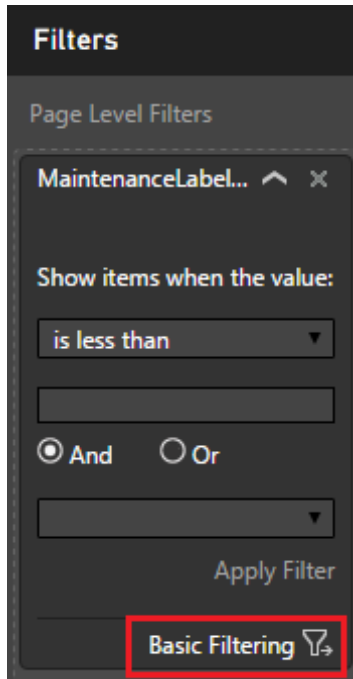 Filters
Page Level Filters
MaintenanceLabel...
Show items when the value:
is less than
And Or
Apply Filter
Basic Filtering